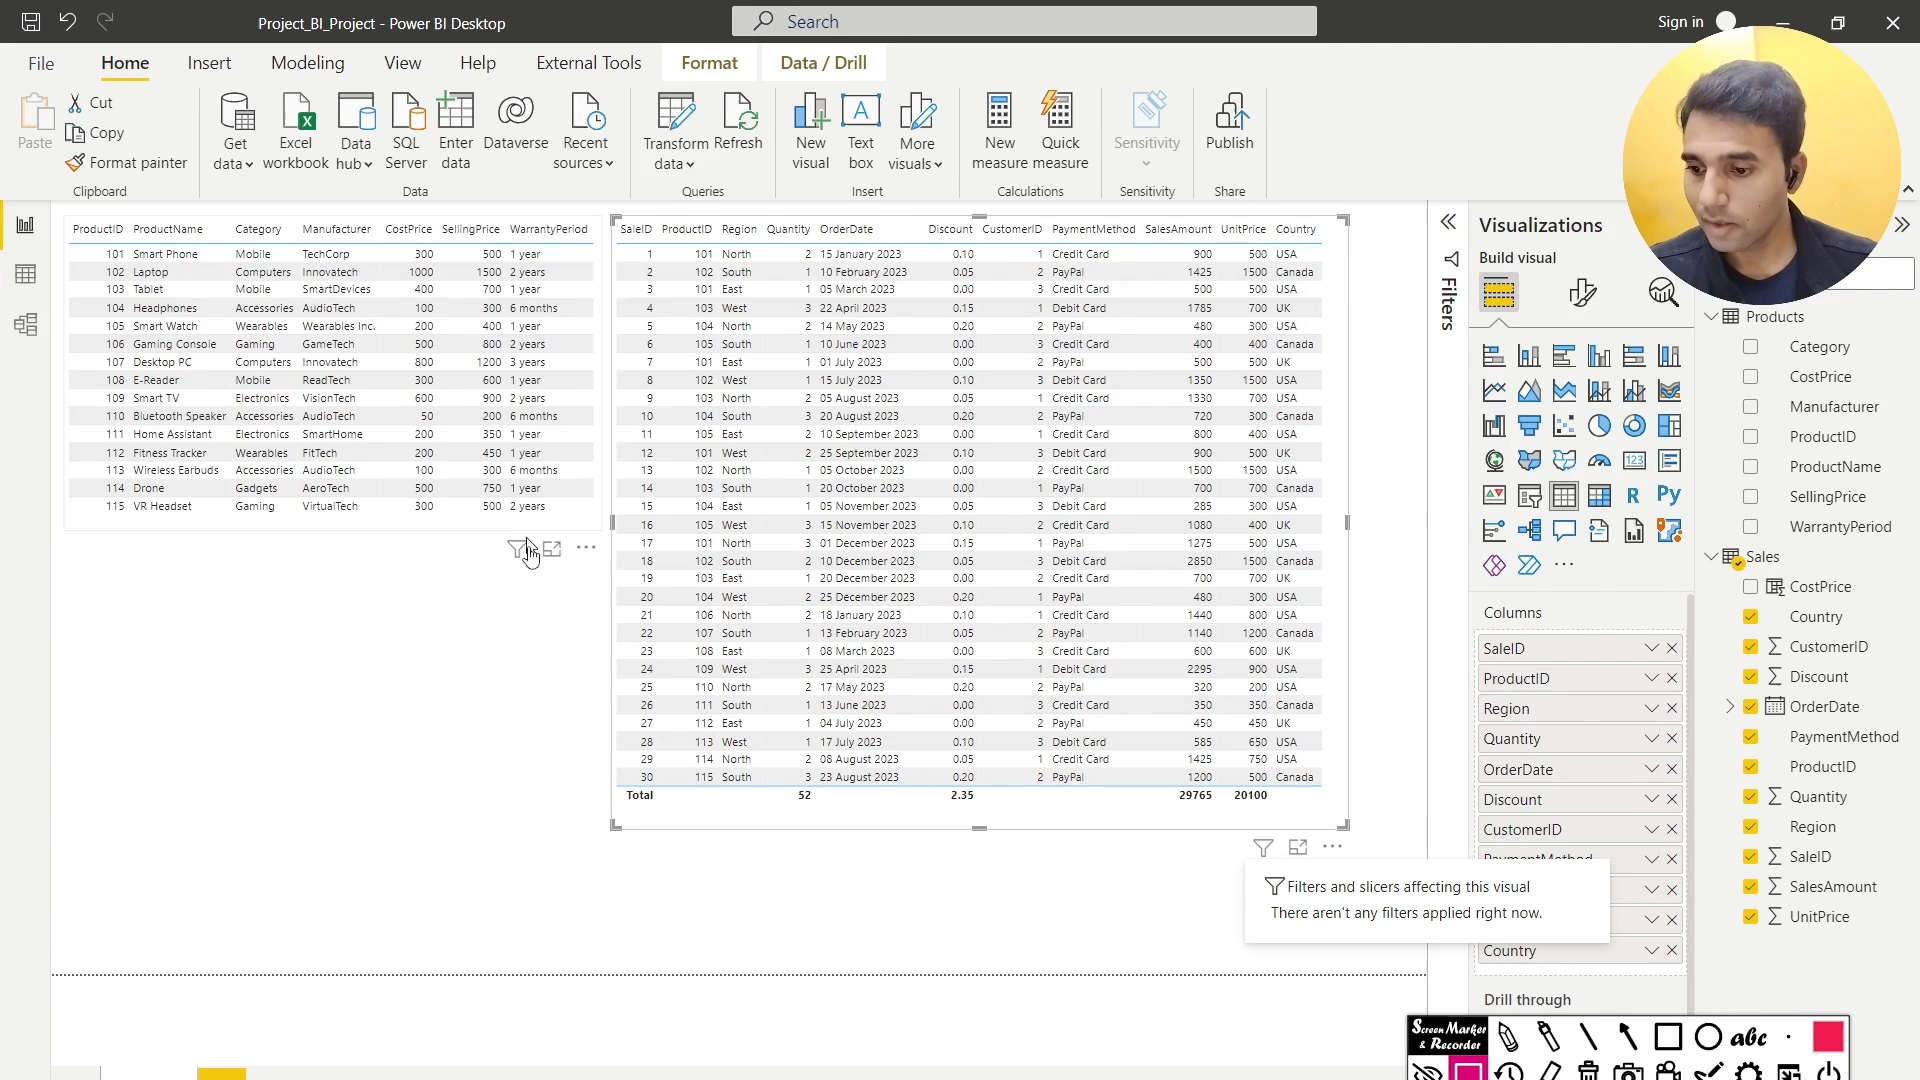 Project_BI_Project - Power BI Desktop
Search
Sign in
File Home Insert Modeling View Help External Tools Format Data / Drill
Paste
Cut
Copy
Format painter
Clipboard
Get data
Excel workbook
Data hub
SQL Server
Enter data
Dataverse
Recent sources
Data
Transform data
Refresh
Queries
New visual
Text box
More visuals
Insert
New measure
Quick measure
Calculations
Sensitivity
Sensitivity
Publish
Share
ProductID ProductName Category Manufacturer CostPrice SellingPrice WarrantyPeriod
101 Smart Phone Mobile TechCorp 300 500 1 year
102 Laptop Computers Innovatech 1000 1500 2 years
103 Tablet Mobile SmartDevices 400 700 1 year
104 Headphones Accessories AudioTech 100 300 6 months
105 Smart Watch Wearables Wearables Inc. 200 400 1 year
106 Gaming Console Gaming GameTech 500 800 2 years
107 Desktop PC Computers Innovatech 800 1200 3 years
108 E-Reader Mobile ReadTech 300 600 1 year
109 Smart TV Electronics VisionTech 600 900 2 years
110 Bluetooth Speaker Accessories AudioTech 50 200 6 months
111 Home Assistant Electronics SmartHome 200 350 1 year
112 Fitness Tracker Wearables FitTech 200 450 1 year
113 Wireless Earbuds Accessories AudioTech 100 300 6 months
114 Drone Gadgets AeroTech 500 750 1 year
115 VR Headset Gaming VirtualTech 300 500 2 years
SaleID ProductID Region Quantity OrderDate Discount CustomerID PaymentMethod SalesAmount UnitPrice Country
1 101 North 2 15 January 2023 0.10 1 Credit Card 900 500 USA
2 102 South 1 10 February 2023 0.05 2 PayPal 1425 1500 Canada
3 101 East 1 05 March 2023 0.00 3 Credit Card 500 500 USA
4 103 West 3 22 April 2023 0.15 1 Debit Card 1785 700 UK
5 104 North 2 14 May 2023 0.20 2 PayPal 480 300 USA
6 105 South 1 10 June 2023 0.00 3 Credit Card 400 400 Canada
7 101 East 1 01 July 2023 0.00 2 PayPal 500 500 UK
8 102 West 1 15 July 2023 0.10 3 Debit Card 1350 1500 USA
9 103 North 2 05 August 2023 0.05 1 Credit Card 1330 700 USA
10 104 South 3 20 August 2023 0.20 2 PayPal 720 300 Canada
11 105 East 2 10 September 2023 0.00 1 Credit Card 800 400 USA
12 101 West 2 25 September 2023 0.10 3 Debit Card 900 500 UK
13 102 North 1 05 October 2023 0.00 2 Credit Card 1500 1500 USA
14 103 South 1 20 October 2023 0.00 1 PayPal 700 700 Canada
15 104 East 1 05 November 2023 0.05 3 Debit Card 285 300 USA
16 105 West 3 15 November 2023 0.10 2 Credit Card 1080 400 UK
17 101 North 3 01 December 2023 0.15 1 PayPal 1275 500 USA
18 102 South 2 10 December 2023 0.05 3 Debit Card 2850 1500 Canada
19 103 East 1 20 December 2023 0.00 2 Credit Card 700 700 UK
20 104 West 2 25 December 2023 0.20 1 PayPal 480 300 USA
21 106 North 2 18 January 2023 0.10 1 Credit Card 1440 800 USA
22 107 South 1 13 February 2023 0.05 2 PayPal 1140 1200 Canada
23 108 East 1 08 March 2023 0.00 3 Credit Card 600 600 UK
24 109 West 3 25 April 2023 0.15 1 Debit Card 2295 900 USA
25 110 North 2 17 May 2023 0.20 2 PayPal 320 200 USA
26 111 South 1 13 June 2023 0.00 3 Credit Card 350 350 Canada
27 112 East 1 04 July 2023 0.00 2 PayPal 450 450 UK
28 113 West 1 17 July 2023 0.10 3 Debit Card 585 650 USA
29 114 North 2 08 August 2023 0.05 1 Credit Card 1425 750 USA
30 115 South 3 23 August 2023 0.20 2 PayPal 1200 500 Canada
Total 52 2.35 29765 20100
Filters and slicers affecting this visual
There aren't any filters applied right now.
Filters
Visualizations
Build visual
123
R
Py
Columns
SaleID
ProductID
Region
Quantity
OrderDate
Discount
CustomerID
PaymentMethod
Country
Drill through
Products
Category
CostPrice
Manufacturer
ProductID
ProductName
SellingPrice
WarrantyPeriod
Sales
CostPrice
Country
CustomerID
Discount
OrderDate
PaymentMethod
ProductID
Quantity
Region
SaleID
SalesAmount
UnitPrice
Screen Marker
& Recorder
abc